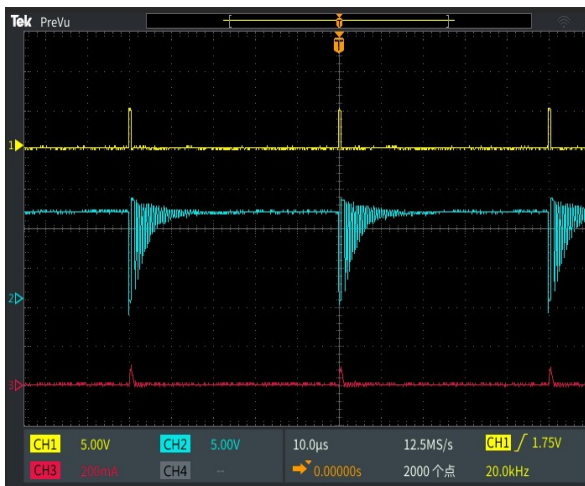 Tek PreVu
T
T
1
2
3
CH1 5.00V CH2 5.00V 10.0µs 12.5MS/s CH1 / 1.75V
CH3 200mA CH4 -- 0.00000s 2000 个点 20.0kHz